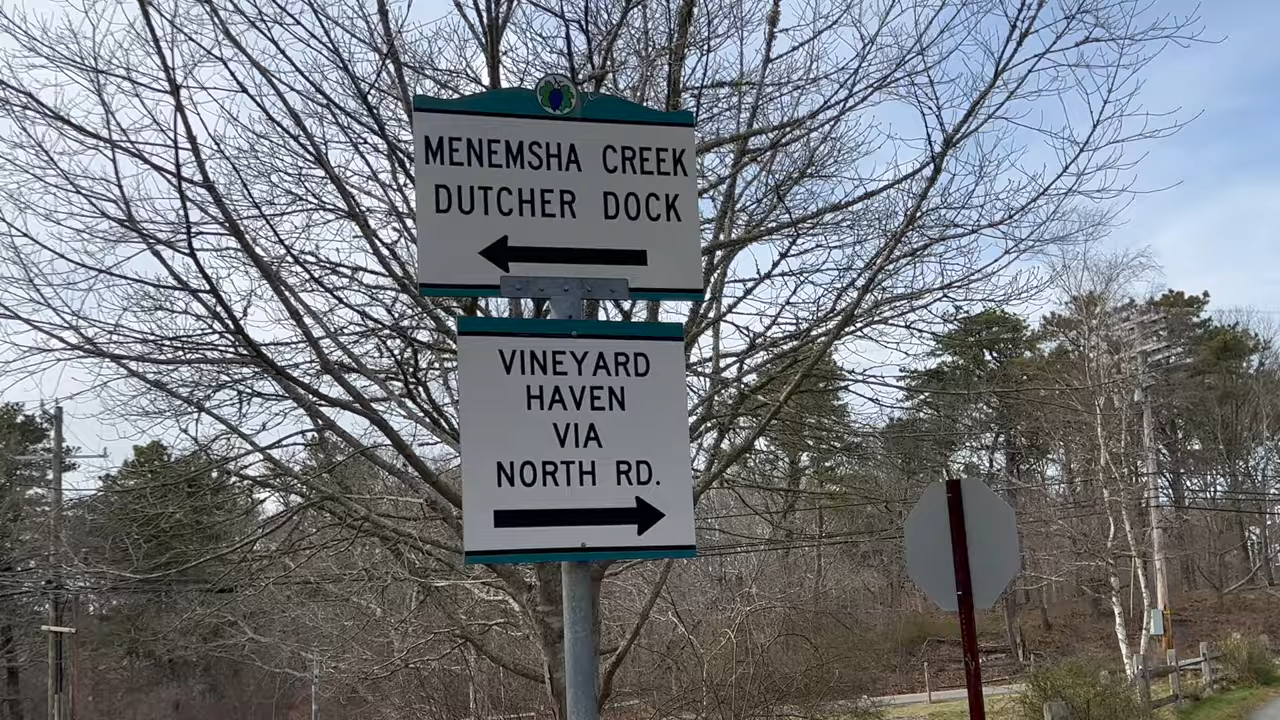 MENEMSHA CREEK
DUTCHER DOCK
VINEYARD
HAVEN
VIA
NORTH RD.